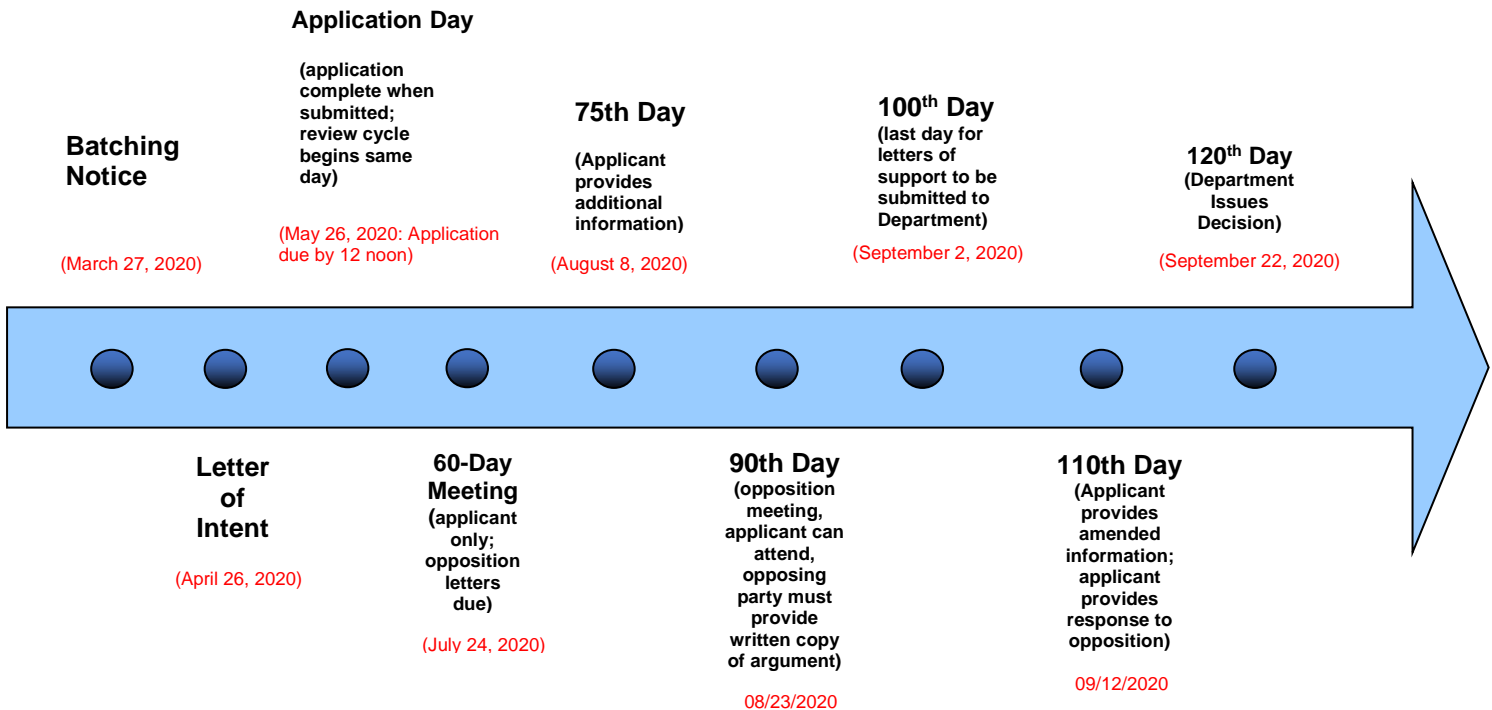 Batching
Notice
(March 27, 2020)
Letter
of
Intent
(April 26, 2020)
Application Day
(application
complete when
submitted;
review cycle
begins same
day)
(May 26, 2020: Application
due by 12 noon)
60-Day
Meeting
(applicant
only;
opposition
letters
due)
(July 24, 2020)
75th Day
(Applicant
provides
additional
information)
(August 8, 2020)
90th Day
(opposition
meeting,
applicant can
attend,
opposing
party must
provide
written copy
of argument)
08/23/2020
100th Day
(last day for
letters of
support to be
submitted to
Department)
(September 2, 2020)
110th Day
(Applicant
provides
amended
information;
applicant
provides
response to
opposition)
09/12/2020
120th Day
(Department
Issues
Decision)
(September 22, 2020)